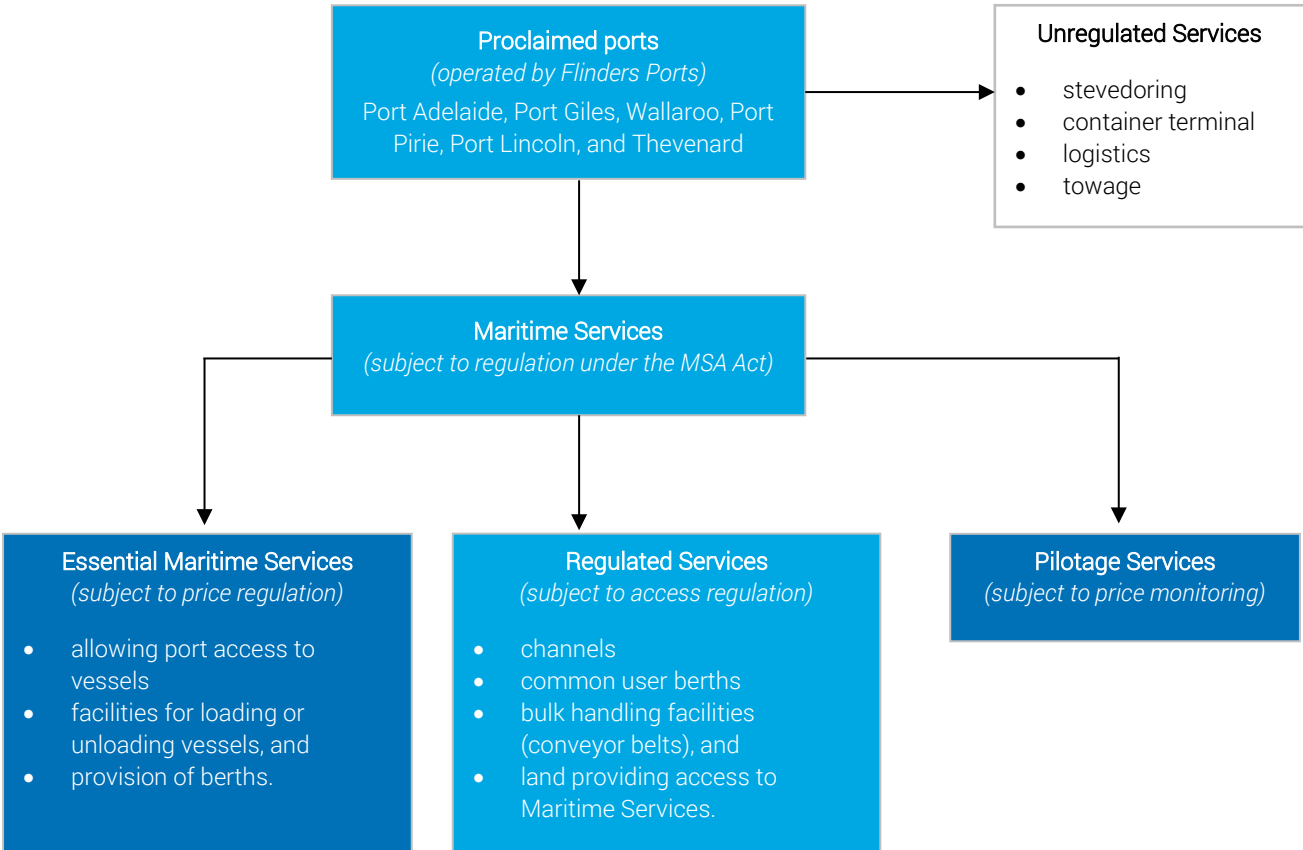 Proclaimed ports
(operated by Flinders Ports)
Port Adelaide, Port Giles, Wallaroo, Port
Pirie, Port Lincoln, and Thevenard
Unregulated Services
• stevedoring
• container terminal
• logistics
• towage
Maritime Services
(subject to regulation under the MSA Act)
Essential Maritime Services
(subject to price regulation)
• allowing port access to
vessels
• facilities for loading or
unloading vessels, and
• provision of berths.
Regulated Services
(subject to access regulation)
• channels
• common user berths
• bulk handling facilities
(conveyor belts), and
• land providing access to
Maritime Services.
Pilotage Services
(subject to price monitoring)